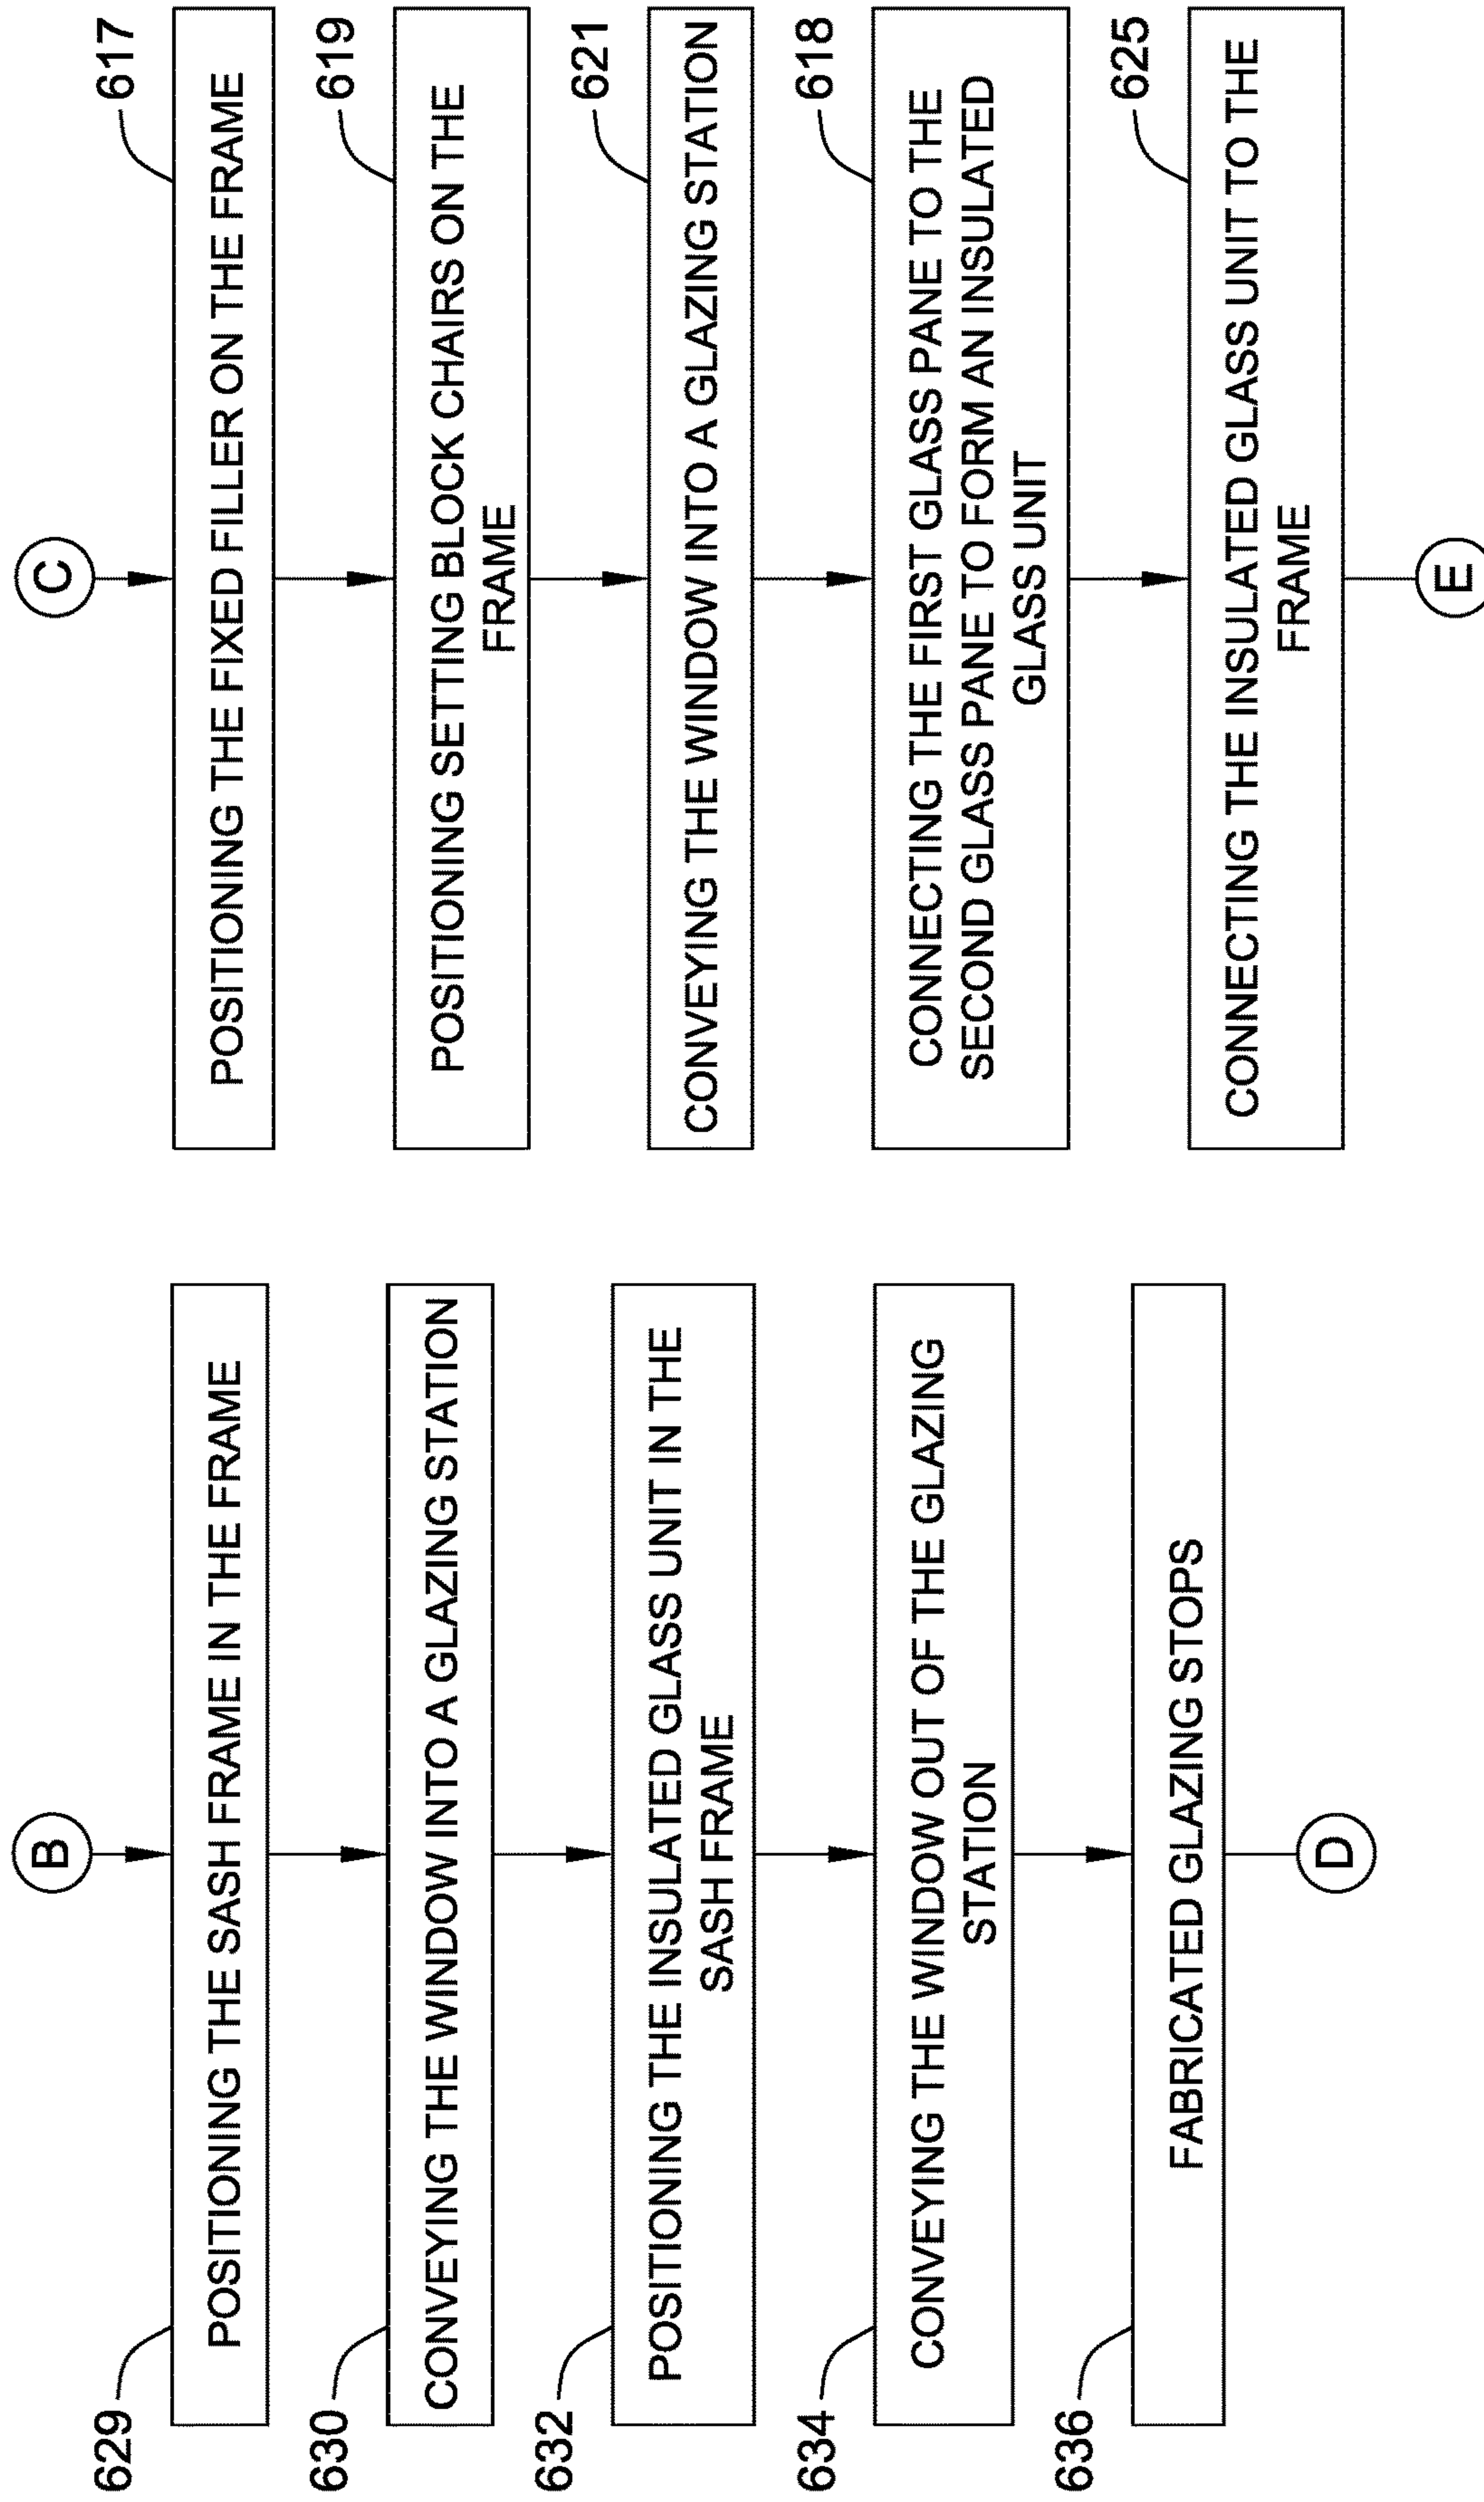 B
629
POSITIONING THE SASH FRAME IN THE FRAME
630
CONVEYING THE WINDOW INTO A GLAZING STATION
632
POSITIONING THE INSULATED GLASS UNIT IN THE
SASH FRAME
634
CONVEYING THE WINDOW OUT OF THE GLAZING
STATION
636
FABRICATED GLAZING STOPS
D
C
617
POSITIONING THE FIXED FILLER ON THE FRAME
619
POSITIONING SETTING BLOCK CHAIRS ON THE
FRAME
621
CONVEYING THE WINDOW INTO A GLAZING STATION
618
CONNECTING THE FIRST GLASS PANE TO THE
SECOND GLASS PANE TO FORM AN INSULATED
GLASS UNIT
625
CONNECTING THE INSULATED GLASS UNIT TO THE
FRAME
E